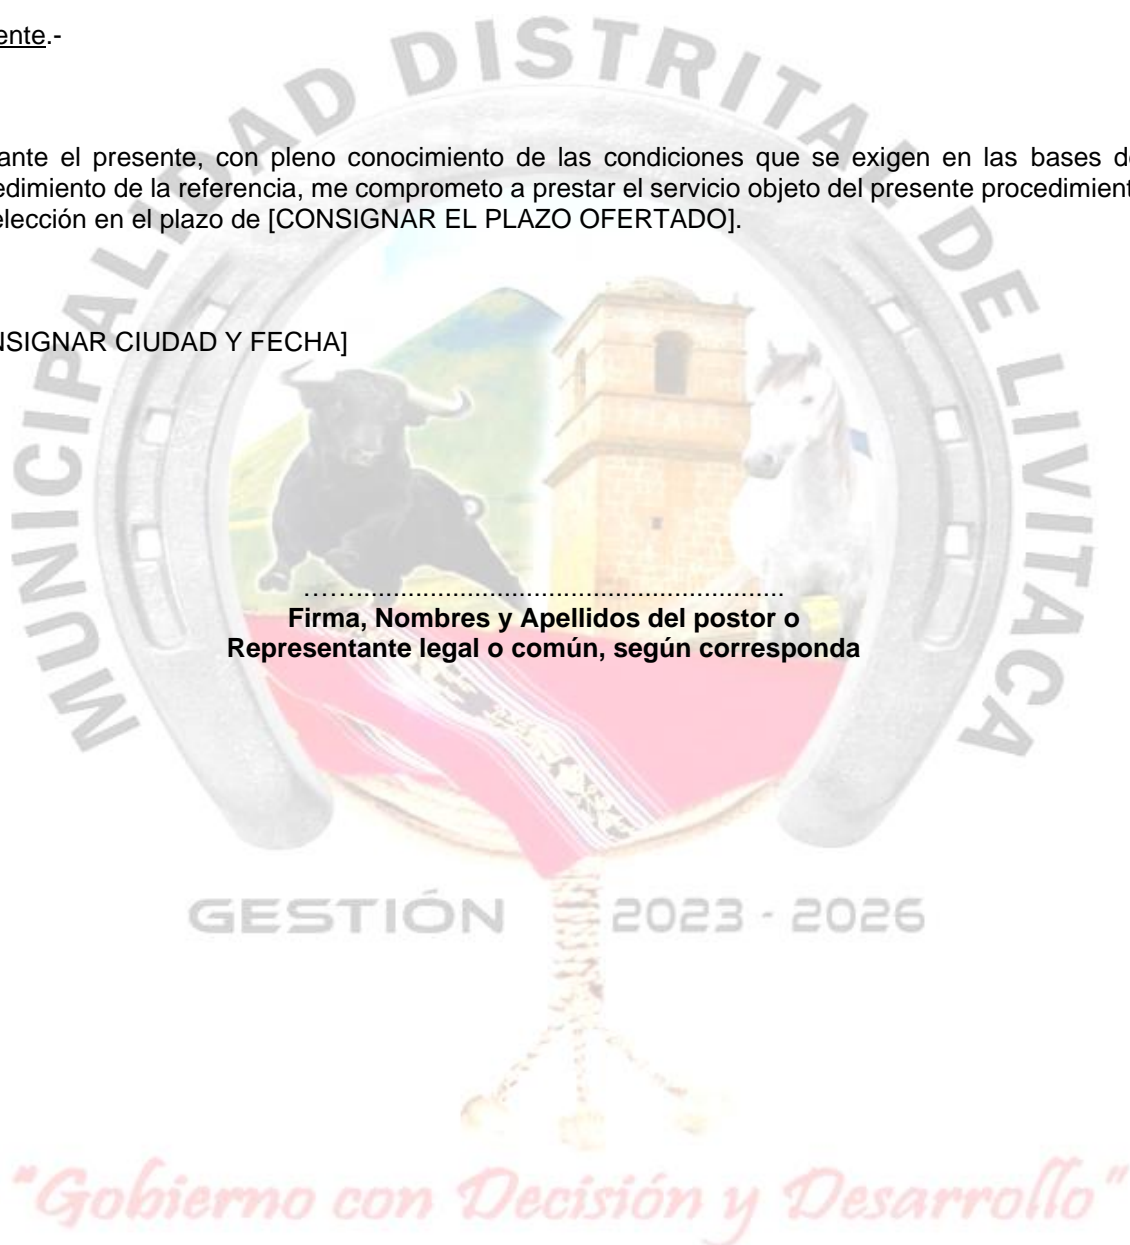 ente.-
MUNICIPALIDAD DISTRITAL DE LIVITACA
ante el presente, con pleno conocimiento de las condiciones que se exigen en las bases de
edimiento de la referencia, me comprometo a prestar el servicio objeto del presente procedimient
elección en el plazo de [CONSIGNAR EL PLAZO OFERTADO].
NSIGNAR CIUDAD Y FECHA]
……...........................................................
Firma, Nombres y Apellidos del postor o
Representante legal o común, según corresponda
GESTIÓN 2023 - 2026
"Gobierno con Decisión y Desarrollo"